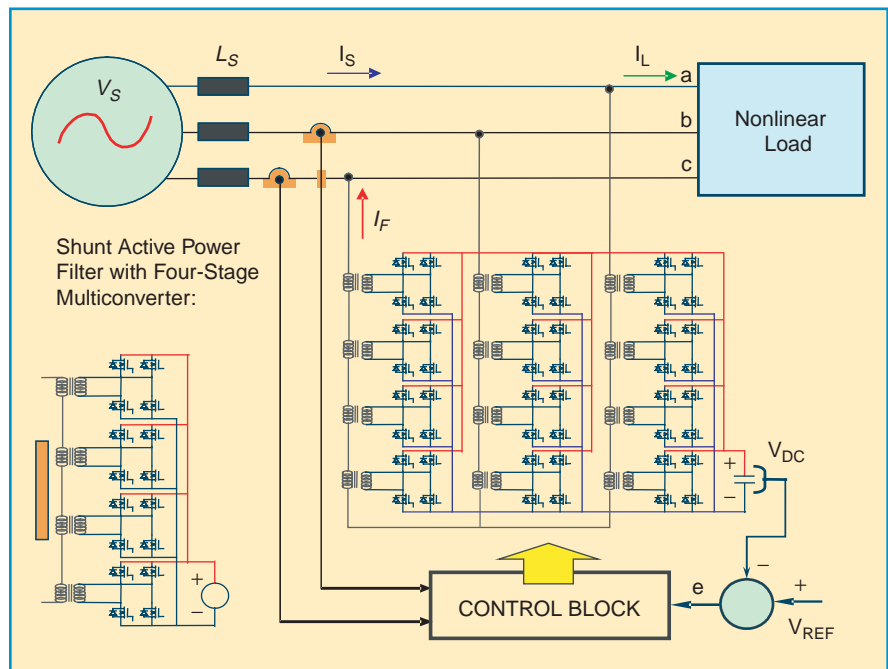 L_S
I_S
I_L
V_S
a
b
c
Nonlinear
Load
I_F
Shunt Active Power
Filter with Four-Stage
Multiconverter:
+
−
V_DC
+
−
CONTROL BLOCK
e
−
+
V_REF